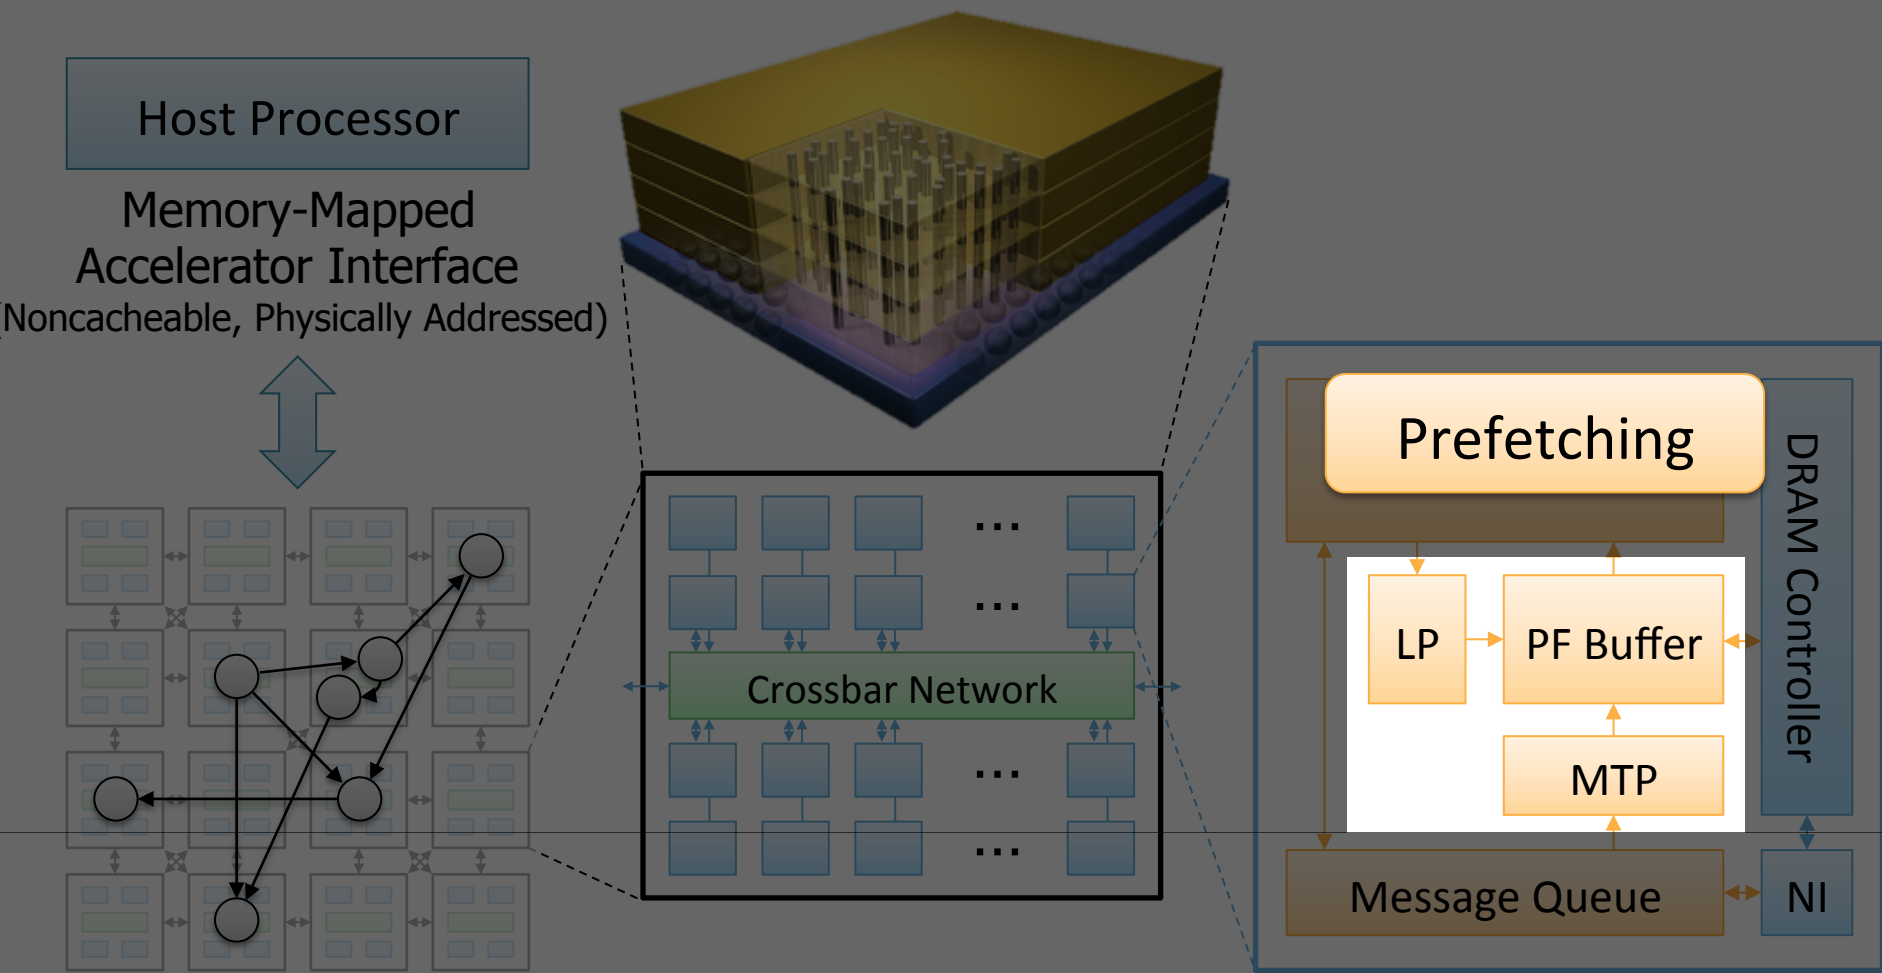 Host Processor
Memory-Mapped
Accelerator Interface
(Noncacheable, Physically Addressed)
...
...
Crossbar Network
...
...
Prefetching
DRAM Controller
LP
PF Buffer
MTP
Message Queue
NI